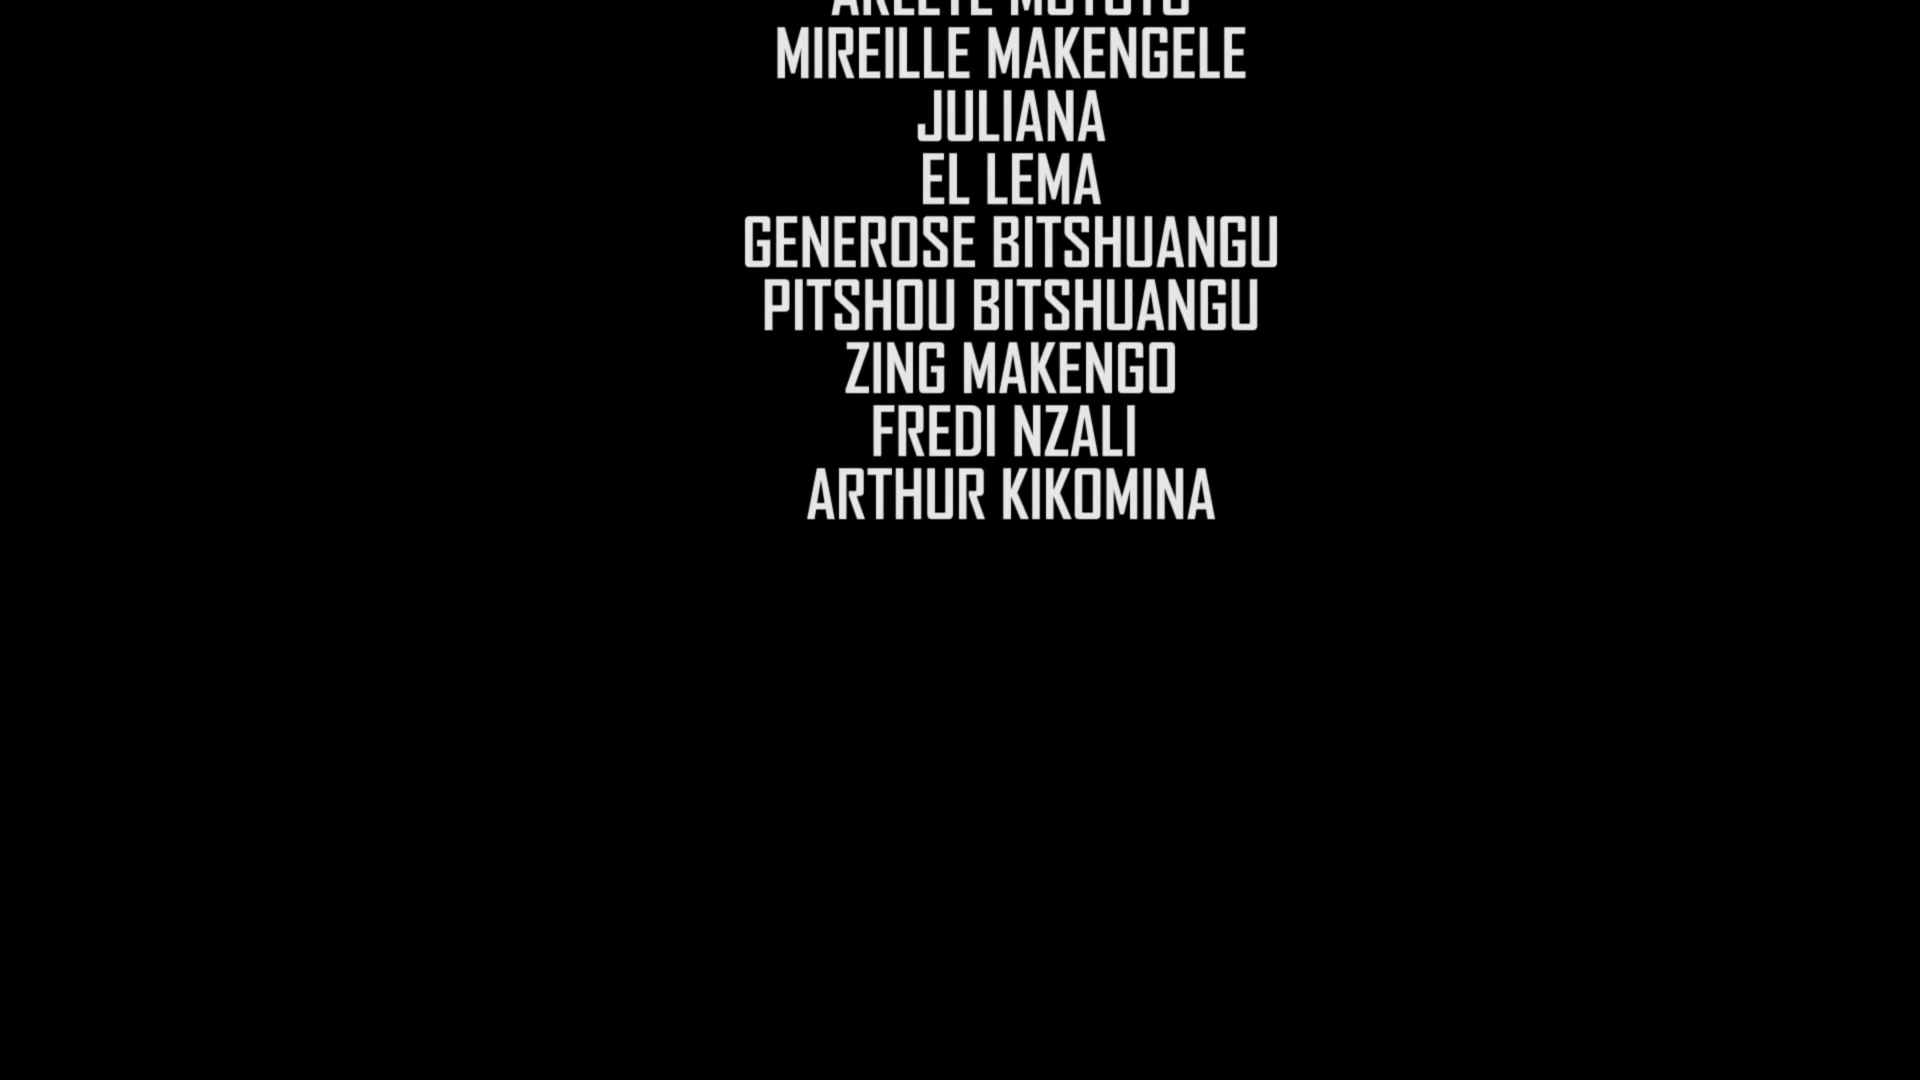 MIREILLE MAKENGELE
JULIANA
EL LEMA
GENEROSE BITSHUANGU
PITSHOU BITSHUANGU
ZING MAKENGO
FREDI NZALI
ARTHUR KIKOMINA